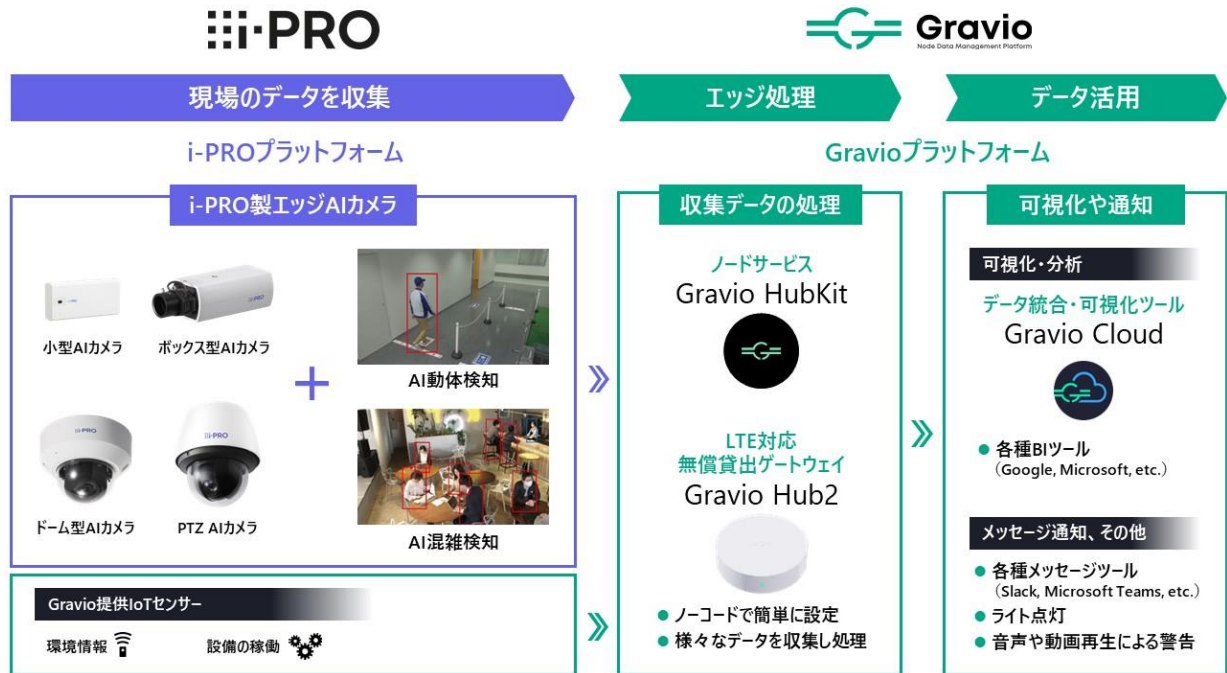 i-PRO
Gravio
Node Data Management Platform
現場のデータを収集
エッジ処理
データ活用
i-PROプラットフォーム
Gravioプラットフォーム
i-PRO製エッジAIカメラ
小型AIカメラ
ボックス型AIカメラ
ドーム型AIカメラ
PTZ AIカメラ
+
AI動体検知
AI混雑検知
Gravio提供IoTセンサー
環境情報
設備の稼働
収集データの処理
ノードサービス
Gravio HubKit
LTE対応
無償貸出ゲートウェイ
Gravio Hub2
● ノーコードで簡単に設定
● 様々なデータを収集し処理
可視化や通知
可視化・分析
データ統合・可視化ツール
Gravio Cloud
● 各種BIツール
（Google, Microsoft, etc.）
メッセージ通知、その他
● 各種メッセージツール
（Slack, Microsoft Teams, etc.）
● ライト点灯
● 音声や動画再生による警告